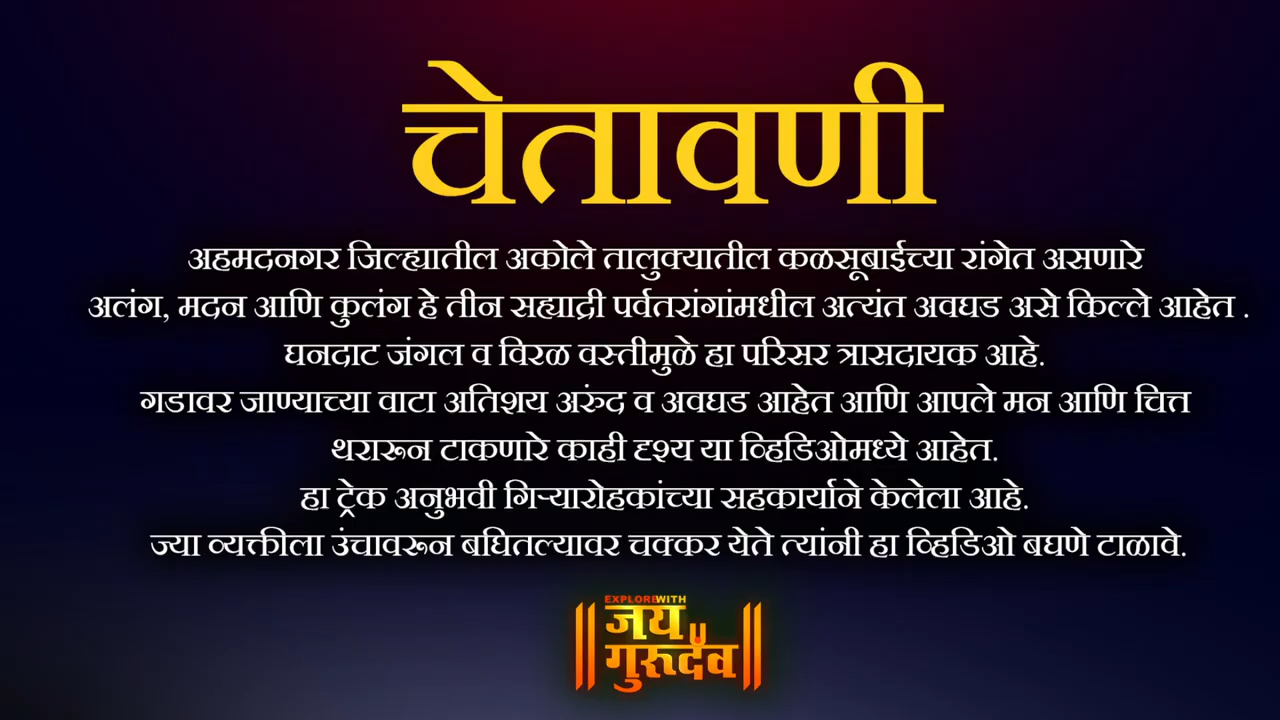 चेतावणी
अहमदनगर जिल्ह्यातील अकोले तालुक्यातील कळसूबाईच्या रांगेत असणारे
अलंग, मदन आणि कुलंग हे तीन सह्याद्री पर्वतरांगांमधील अत्यंत अवघड असे किल्ले आहेत .
घनदाट जंगल व विरळ वस्तीमुळे हा परिसर त्रासदायक आहे.
गडावर जाण्याच्या वाटा अतिशय अरुंद व अवघड आहेत आणि आपले मन आणि चित्त
थरारून टाकणारे काही दृश्य या व्हिडिओमध्ये आहेत.
हा ट्रेक अनुभवी गिऱ्यारोहकांच्या सहकार्याने केलेला आहे.
ज्या व्यक्तीला उंचावरून बघितल्यावर चक्कर येते त्यांनी हा व्हिडिओ बघणे टाळावे.
EXPLORE WITH
॥ जय गुरूदेव ॥